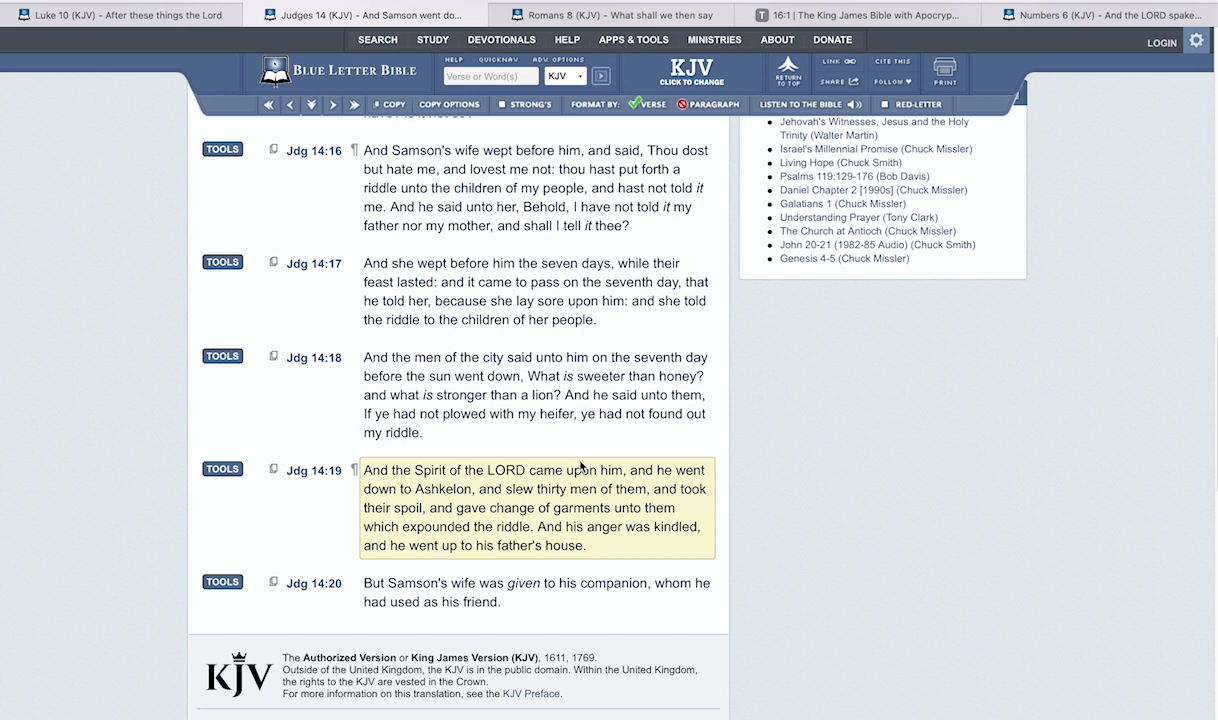 Luke 10 (KJV) - After these things the Lord
Judges 14 (KJV) - And Samson went do...
Romans 8 (KJV) - What shall we then say
T 16:1 | The King James Bible with Apocryp...
Numbers 6 (KJV) - And the LORD spake...
SEARCH STUDY DEVOTIONALS HELP APPS & TOOLS MINISTRIES ABOUT DONATE
LOGIN
BLUE LETTER BIBLE
HELP QUICKNAV ADV. OPTIONS
Verse or Word(s) KJV
KJV
CLICK TO CHANGE
RETURN
TO TOP
LINK CITE THIS
SHARE FOLLOW
PRINT
COPY COPY OPTIONS STRONG'S FORMAT BY: VERSE PARAGRAPH LISTEN TO THE BIBLE RED-LETTER
TOOLS Jdg 14:16 ¶ And Samson's wife wept before him, and said, Thou dost
but hate me, and lovest me not: thou hast put forth a
riddle unto the children of my people, and hast not told it
me. And he said unto her, Behold, I have not told it my
father nor my mother, and shall I tell it thee?
TOOLS Jdg 14:17 And she wept before him the seven days, while their
feast lasted: and it came to pass on the seventh day, that
he told her, because she lay sore upon him: and she told
the riddle to the children of her people.
TOOLS Jdg 14:18 And the men of the city said unto him on the seventh day
before the sun went down, What is sweeter than honey?
and what is stronger than a lion? And he said unto them,
If ye had not plowed with my heifer, ye had not found out
my riddle.
TOOLS Jdg 14:19 ¶ And the Spirit of the LORD came upon him, and he went
down to Ashkelon, and slew thirty men of them, and took
their spoil, and gave change of garments unto them
which expounded the riddle. And his anger was kindled,
and he went up to his father's house.
TOOLS Jdg 14:20 But Samson's wife was given to his companion, whom he
had used as his friend.
Jehovah's Witnesses, Jesus and the Holy
Trinity (Walter Martin)
Israel's Millennial Promise (Chuck Missler)
Living Hope (Chuck Smith)
Psalms 119:129-176 (Bob Davis)
Daniel Chapter 2 [1990s] (Chuck Missler)
Galatians 1 (Chuck Missler)
Understanding Prayer (Tony Clark)
The Church at Antioch (Chuck Missler)
John 20-21 (1982-85 Audio) (Chuck Smith)
Genesis 4-5 (Chuck Missler)
KJV
The Authorized Version or King James Version (KJV), 1611, 1769.
Outside of the United Kingdom, the KJV is in the public domain. Within the United Kingdom,
the rights to the KJV are vested in the Crown.
For more information on this translation, see the KJV Preface.